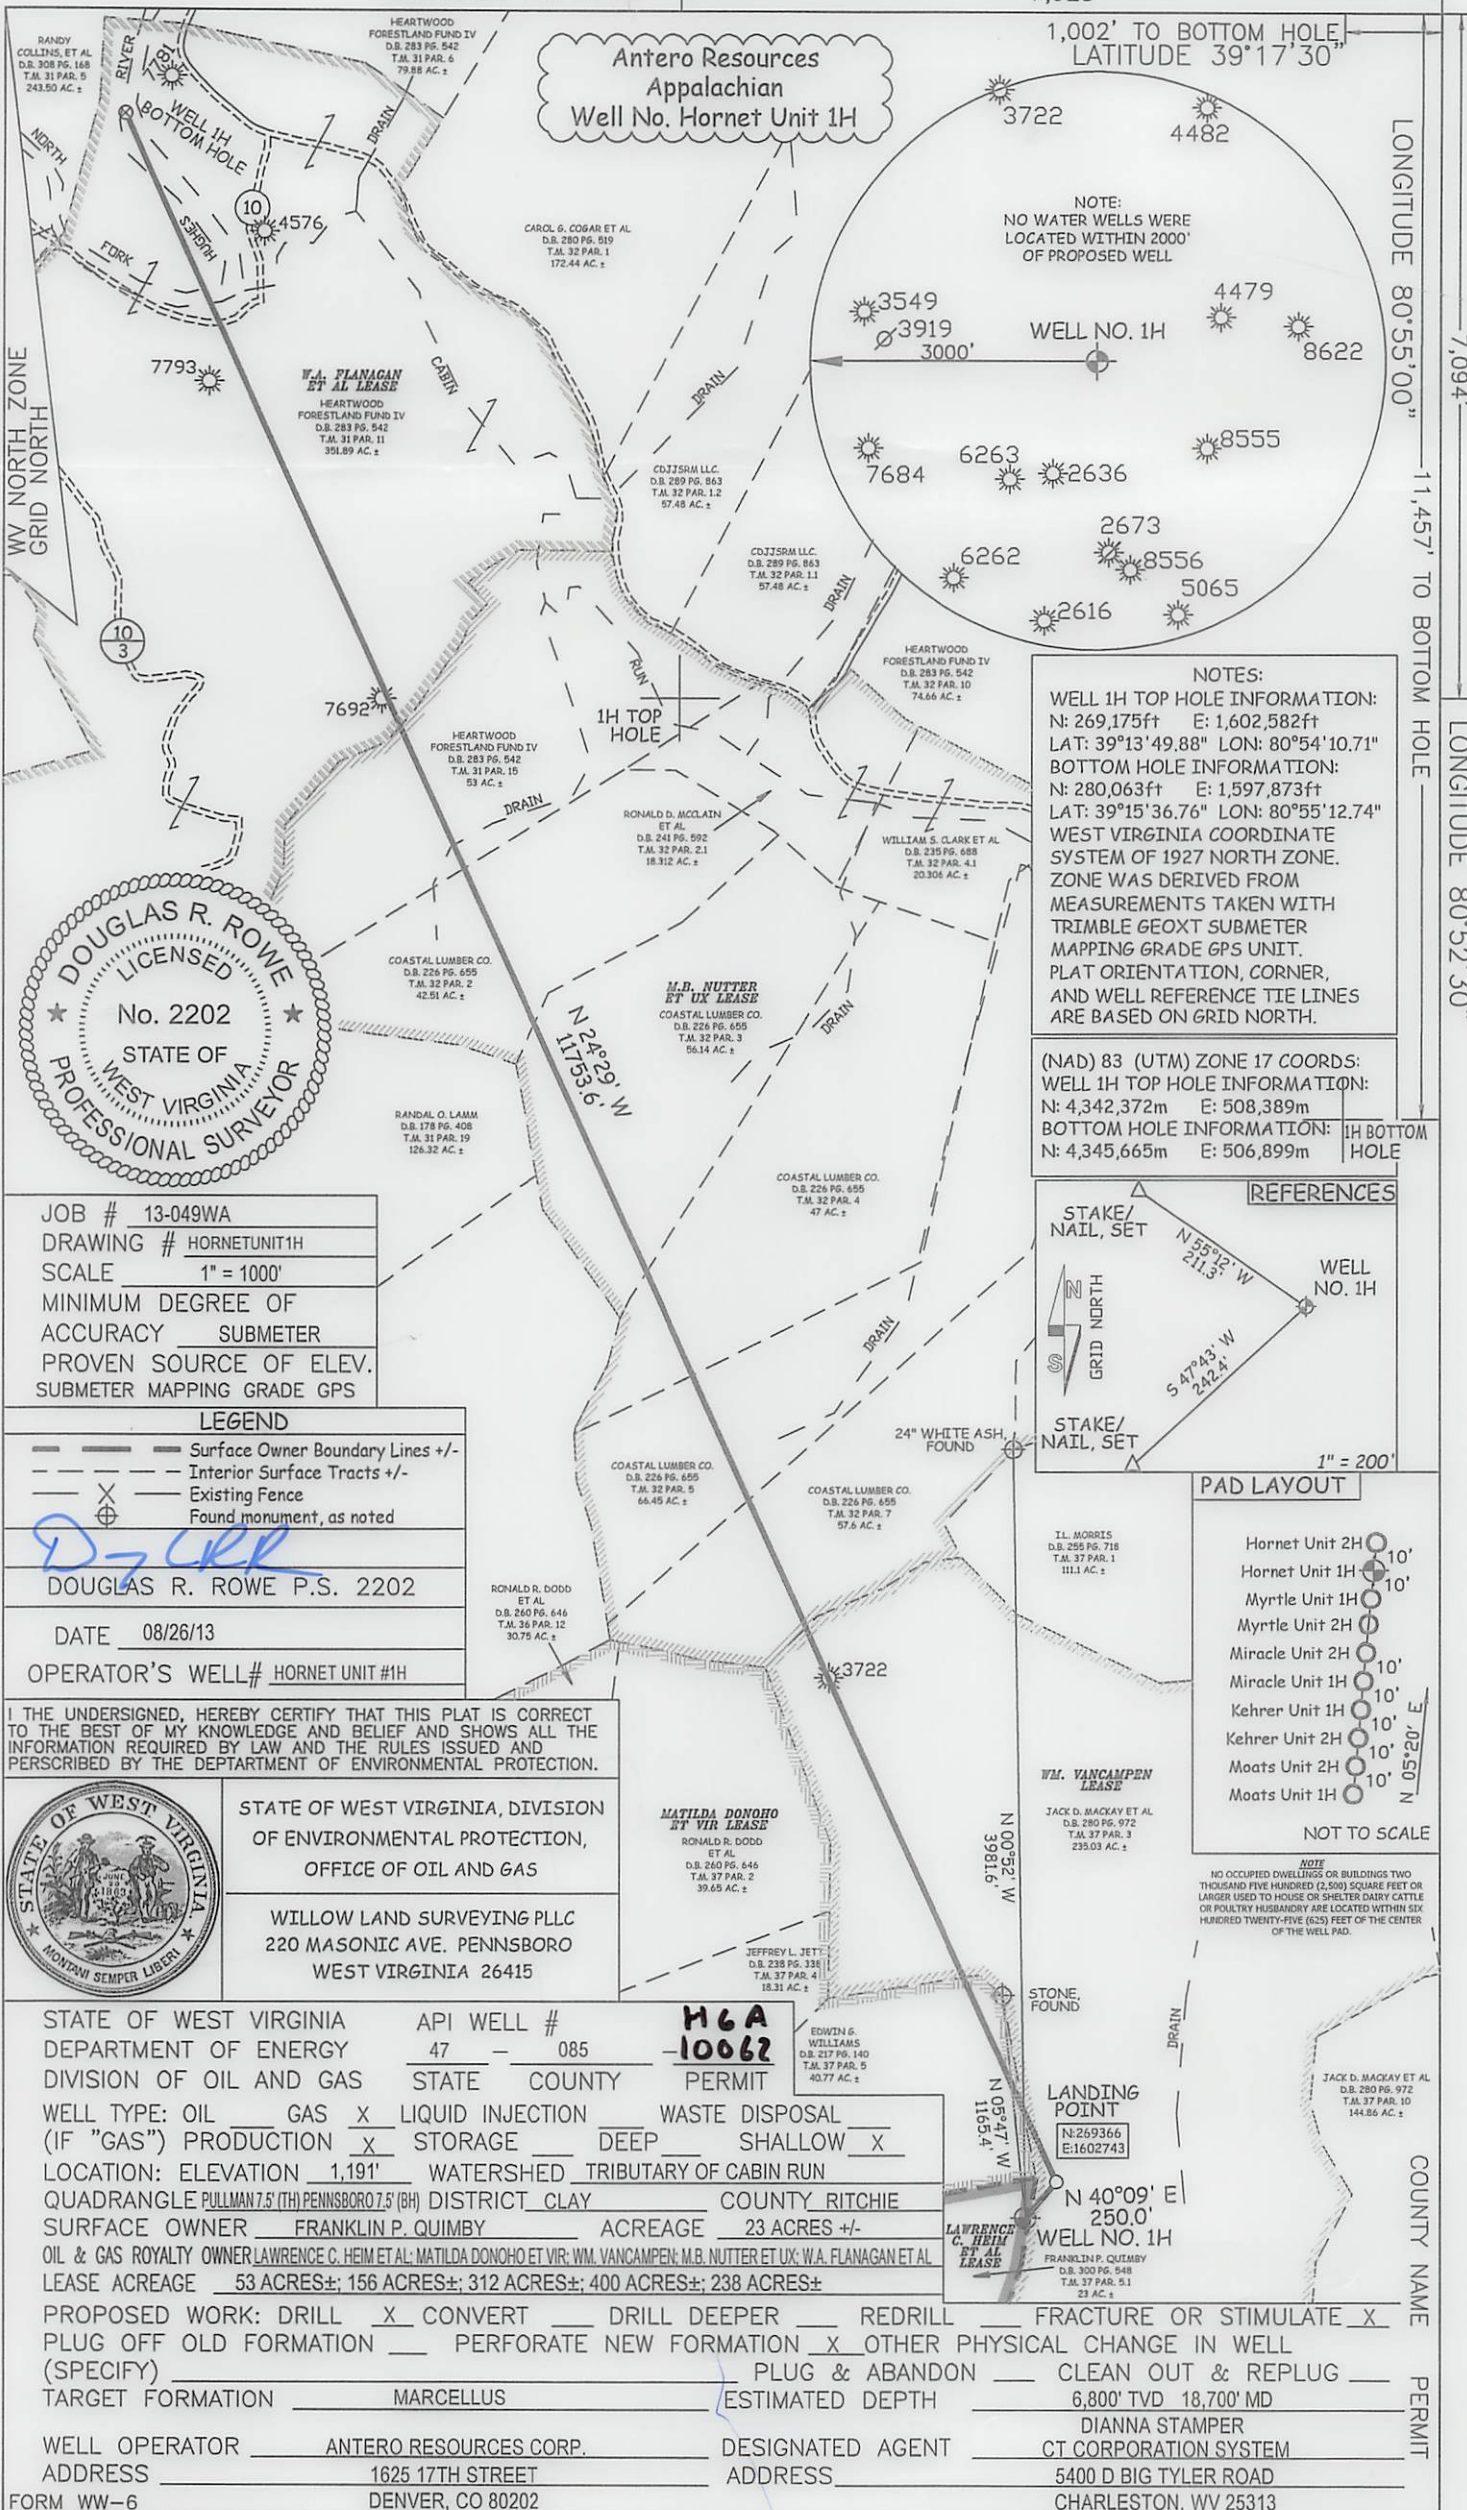 1,002' TO BOTTOM HOLE
LATITUDE 39°17'30"
Antero Resources
Appalachian
Well No. Hornet Unit 1H
RANDY
COLLINS, ET AL
D.B. 308 PG. 168
T.M. 31 PAR. 5
243.50 AC. ±
HEARTWOOD
FORESTLAND FUND IV
D.B. 283 PG. 542
T.M. 31 PAR. 6
79.88 AC. ±
RIVER
7781
WELL 1H
BOTTOM HOLE
DRAIN
NORTH
10
4576
HUGHES
FORK
CAROL G. COGAR ET AL
D.B. 280 PG. 519
T.M. 32 PAR. 1
172.44 AC. ±
3722
4482
NOTE:
NO WATER WELLS WERE
LOCATED WITHIN 2000'
OF PROPOSED WELL
3549
3919
3000'
WELL NO. 1H
4479
8622
7684
6263
2636
8555
2673
6262
8556
5065
2616
LONGITUDE 80°55'00"
7,094'
11,457' TO BOTTOM HOLE
LONGITUDE 80°52'30"
WV NORTH ZONE
GRID NORTH
7793
W.A. FLANAGAN
ET AL LEASE
HEARTWOOD
FORESTLAND FUND IV
D.B. 283 PG. 542
T.M. 31 PAR. 11
351.89 AC. ±
CABIN
DRAIN
CDJJSRM LLC.
D.B. 289 PG. 863
T.M. 32 PAR. 1.2
57.48 AC. ±
CDJJSRM LLC.
D.B. 289 PG. 863
T.M. 32 PAR. 1.1
57.48 AC. ±
DRAIN
10
3
RUN
HEARTWOOD
FORESTLAND FUND IV
D.B. 283 PG. 542
T.M. 32 PAR. 10
74.66 AC. ±
7692
1H TOP
HOLE
HEARTWOOD
FORESTLAND FUND IV
D.B. 283 PG. 542
T.M. 31 PAR. 15
53 AC. ±
DRAIN
RONALD D. MCCLAIN
ET AL
D.B. 241 PG. 592
T.M. 32 PAR. 2.1
18.312 AC. ±
WILLIAM S. CLARK ET AL
D.B. 235 PG. 688
T.M. 32 PAR. 4.1
20.306 AC. ±
NOTES:
WELL 1H TOP HOLE INFORMATION:
N: 269,175ft E: 1,602,582ft
LAT: 39°13'49.88" LON: 80°54'10.71"
BOTTOM HOLE INFORMATION:
N: 280,063ft E: 1,597,873ft
LAT: 39°15'36.76" LON: 80°55'12.74"
WEST VIRGINIA COORDINATE
SYSTEM OF 1927 NORTH ZONE.
ZONE WAS DERIVED FROM
MEASUREMENTS TAKEN WITH
TRIMBLE GEOXT SUBMETER
MAPPING GRADE GPS UNIT.
PLAT ORIENTATION, CORNER,
AND WELL REFERENCE TIE LINES
ARE BASED ON GRID NORTH.
DOUGLAS R. ROWE
LICENSED
No. 2202
STATE OF
WEST VIRGINIA
PROFESSIONAL SURVEYOR
COASTAL LUMBER CO.
D.B. 226 PG. 655
T.M. 32 PAR. 2
42.51 AC. ±
M.B. NUTTER
ET UX LEASE
COASTAL LUMBER CO.
D.B. 226 PG. 655
T.M. 32 PAR. 3
56.14 AC. ±
DRAIN
N 24°29' W
11753.6'
(NAD) 83 (UTM) ZONE 17 COORDS:
WELL 1H TOP HOLE INFORMATION:
N: 4,342,372m E: 508,389m
BOTTOM HOLE INFORMATION:
N: 4,345,665m E: 506,899m
1H BOTTOM
HOLE
RANDAL O. LAMM
D.B. 178 PG. 408
T.M. 31 PAR. 19
126.32 AC. ±
COASTAL LUMBER CO.
D.B. 226 PG. 655
T.M. 32 PAR. 4
47 AC. ±
REFERENCES
STAKE/
NAIL, SET
N 55°12' W
211.3'
WELL
NO. 1H
N
GRID NORTH
S
S 47°43' W
242.4'
STAKE/
NAIL, SET
1" = 200'
JOB # 13-049WA
DRAWING # HORNETUNIT1H
SCALE 1" = 1000'
MINIMUM DEGREE OF
ACCURACY SUBMETER
PROVEN SOURCE OF ELEV.
SUBMETER MAPPING GRADE GPS
DRAIN
24" WHITE ASH,
FOUND
LEGEND
Surface Owner Boundary Lines +/-
Interior Surface Tracts +/-
Existing Fence
Found monument, as noted
DOUGLAS R. ROWE P.S. 2202
DATE 08/26/13
OPERATOR'S WELL# HORNET UNIT #1H
COASTAL LUMBER CO.
D.B. 226 PG. 655
T.M. 32 PAR. 5
66.45 AC. ±
COASTAL LUMBER CO.
D.B. 226 PG. 655
T.M. 32 PAR. 7
57.6 AC. ±
I.L. MORRIS
D.B. 255 PG. 718
T.M. 37 PAR. 1
111.1 AC. ±
RONALD R. DODD
ET AL
D.B. 260 PG. 646
T.M. 36 PAR. 12
30.75 AC. ±
3722
PAD LAYOUT
Hornet Unit 2H
10'
Hornet Unit 1H
10'
Myrtle Unit 1H
Myrtle Unit 2H
Miracle Unit 2H
10'
Miracle Unit 1H
10'
Kehrer Unit 1H
10'
Kehrer Unit 2H
10'
Moats Unit 2H
10'
Moats Unit 1H
N 05°20' E
NOT TO SCALE
NOTE
NO OCCUPIED DWELLINGS OR BUILDINGS TWO
THOUSAND FIVE HUNDRED (2,500) SQUARE FEET OR
LARGER USED TO HOUSE OR SHELTER DAIRY CATTLE
OR POULTRY HUSBANDRY ARE LOCATED WITHIN SIX
HUNDRED TWENTY-FIVE (625) FEET OF THE CENTER
OF THE WELL PAD.
I THE UNDERSIGNED, HEREBY CERTIFY THAT THIS PLAT IS CORRECT
TO THE BEST OF MY KNOWLEDGE AND BELIEF AND SHOWS ALL THE
INFORMATION REQUIRED BY LAW AND THE RULES ISSUED AND
PERSCRIBED BY THE DEPTARTMENT OF ENVIRONMENTAL PROTECTION.
STATE OF WEST VIRGINIA.
JUNE
20
1863
MONTANI SEMPER LIBERI
STATE OF WEST VIRGINIA, DIVISION
OF ENVIRONMENTAL PROTECTION,
OFFICE OF OIL AND GAS
WILLOW LAND SURVEYING PLLC
220 MASONIC AVE. PENNSBORO
WEST VIRGINIA 26415
MATILDA DONOHO
ET VIR LEASE
RONALD R. DODD
ET AL
D.B. 260 PG. 646
T.M. 37 PAR. 2
39.65 AC. ±
WM. VANCAMPEN
LEASE
JACK D. MACKAY ET AL
D.B. 280 PG. 972
T.M. 37 PAR. 3
235.03 AC. ±
N 00°52' W
3981.6'
JEFFREY L. JETT
D.B. 238 PG. 338
T.M. 37 PAR. 4
18.31 AC. ±
STONE,
FOUND
DRAIN
EDWIN G.
WILLIAMS
D.B. 217 PG. 140
T.M. 37 PAR. 5
40.77 AC. ±
N 05°47' W
1165.4'
LANDING
POINT
N:269366
E:1602743
JACK D. MACKAY ET AL
D.B. 280 PG. 972
T.M. 37 PAR. 10
144.86 AC. ±
N 40°09' E
250.0'
WELL NO. 1H
LAWRENCE
C. HEIM
ET AL
LEASE
FRANKLIN P. QUIMBY
D.B. 300 PG. 548
T.M. 37 PAR. 5.1
23 AC. ±
COUNTY NAME
PERMIT
STATE OF WEST VIRGINIA
DEPARTMENT OF ENERGY
DIVISION OF OIL AND GAS
API WELL #
H6A
47 – 085 – 10062
STATE COUNTY PERMIT
WELL TYPE: OIL ___ GAS X LIQUID INJECTION ___ WASTE DISPOSAL ___
(IF "GAS") PRODUCTION X STORAGE ___ DEEP ___ SHALLOW X
LOCATION: ELEVATION 1,191' WATERSHED TRIBUTARY OF CABIN RUN
QUADRANGLE PULLMAN 7.5' (TH) PENNSBORO 7.5' (BH) DISTRICT CLAY COUNTY RITCHIE
SURFACE OWNER FRANKLIN P. QUIMBY ACREAGE 23 ACRES +/-
OIL & GAS ROYALTY OWNER LAWRENCE C. HEIM ET AL; MATILDA DONOHO ET VIR; WM. VANCAMPEN; M.B. NUTTER ET UX; W.A. FLANAGAN ET AL
LEASE ACREAGE 53 ACRES±; 156 ACRES±; 312 ACRES±; 400 ACRES±; 238 ACRES±
PROPOSED WORK: DRILL X CONVERT ___ DRILL DEEPER ___ REDRILL ___ FRACTURE OR STIMULATE X
PLUG OFF OLD FORMATION ___ PERFORATE NEW FORMATION X OTHER PHYSICAL CHANGE IN WELL
(SPECIFY) ___ PLUG & ABANDON ___ CLEAN OUT & REPLUG ___
TARGET FORMATION MARCELLUS ESTIMATED DEPTH 6,800' TVD 18,700' MD
WELL OPERATOR ANTERO RESOURCES CORP. DESIGNATED AGENT DIANNA STAMPER
CT CORPORATION SYSTEM
ADDRESS 1625 17TH STREET ADDRESS 5400 D BIG TYLER ROAD
FORM WW-6 DENVER, CO 80202 CHARLESTON, WV 25313